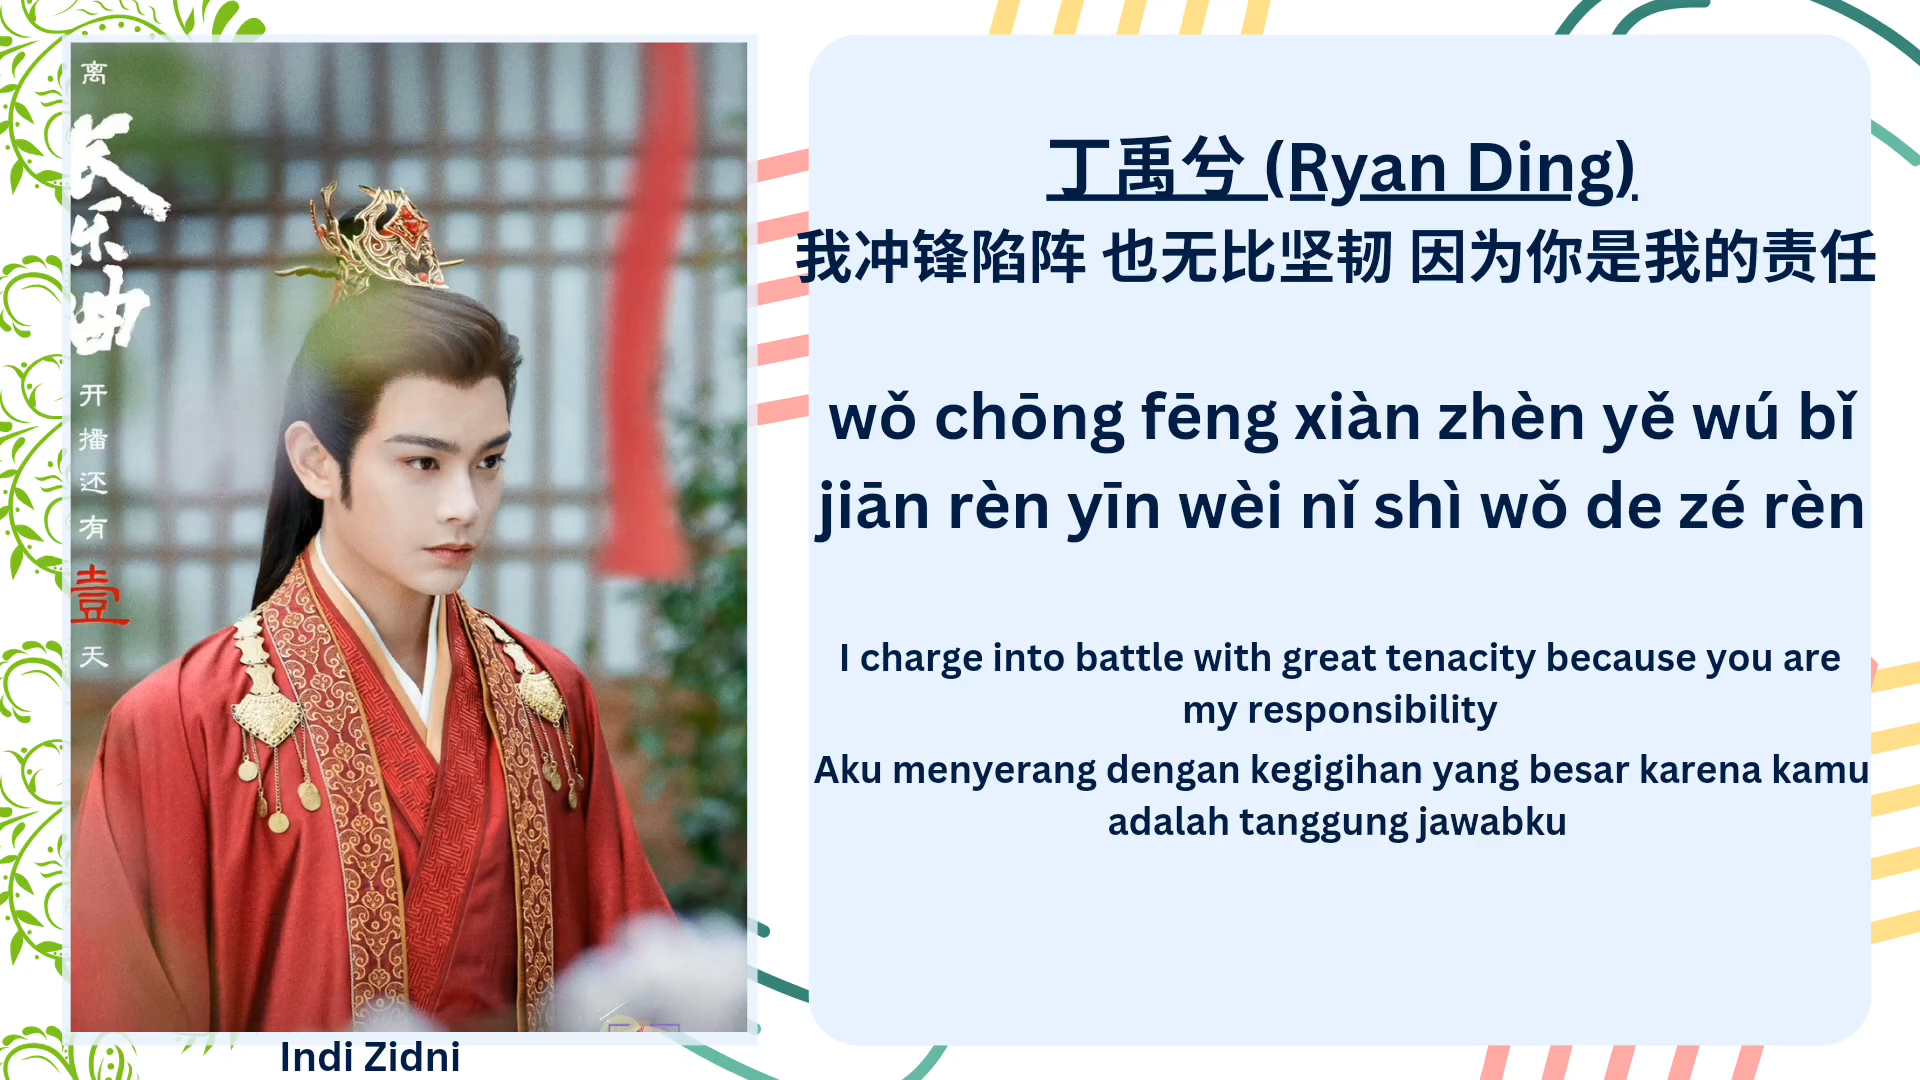 离
长乐曲
开
播
还
有
壹
天
丁禹兮 (Ryan Ding)
我冲锋陷阵 也无比坚韧 因为你是我的责任
wǒ chōng fēng xiàn zhèn yě wú bǐ
jiān rèn yīn wèi nǐ shì wǒ de zé rèn
I charge into battle with great tenacity because you are
my responsibility
Aku menyerang dengan kegigihan yang besar karena kamu
adalah tanggung jawabku
Indi Zidni